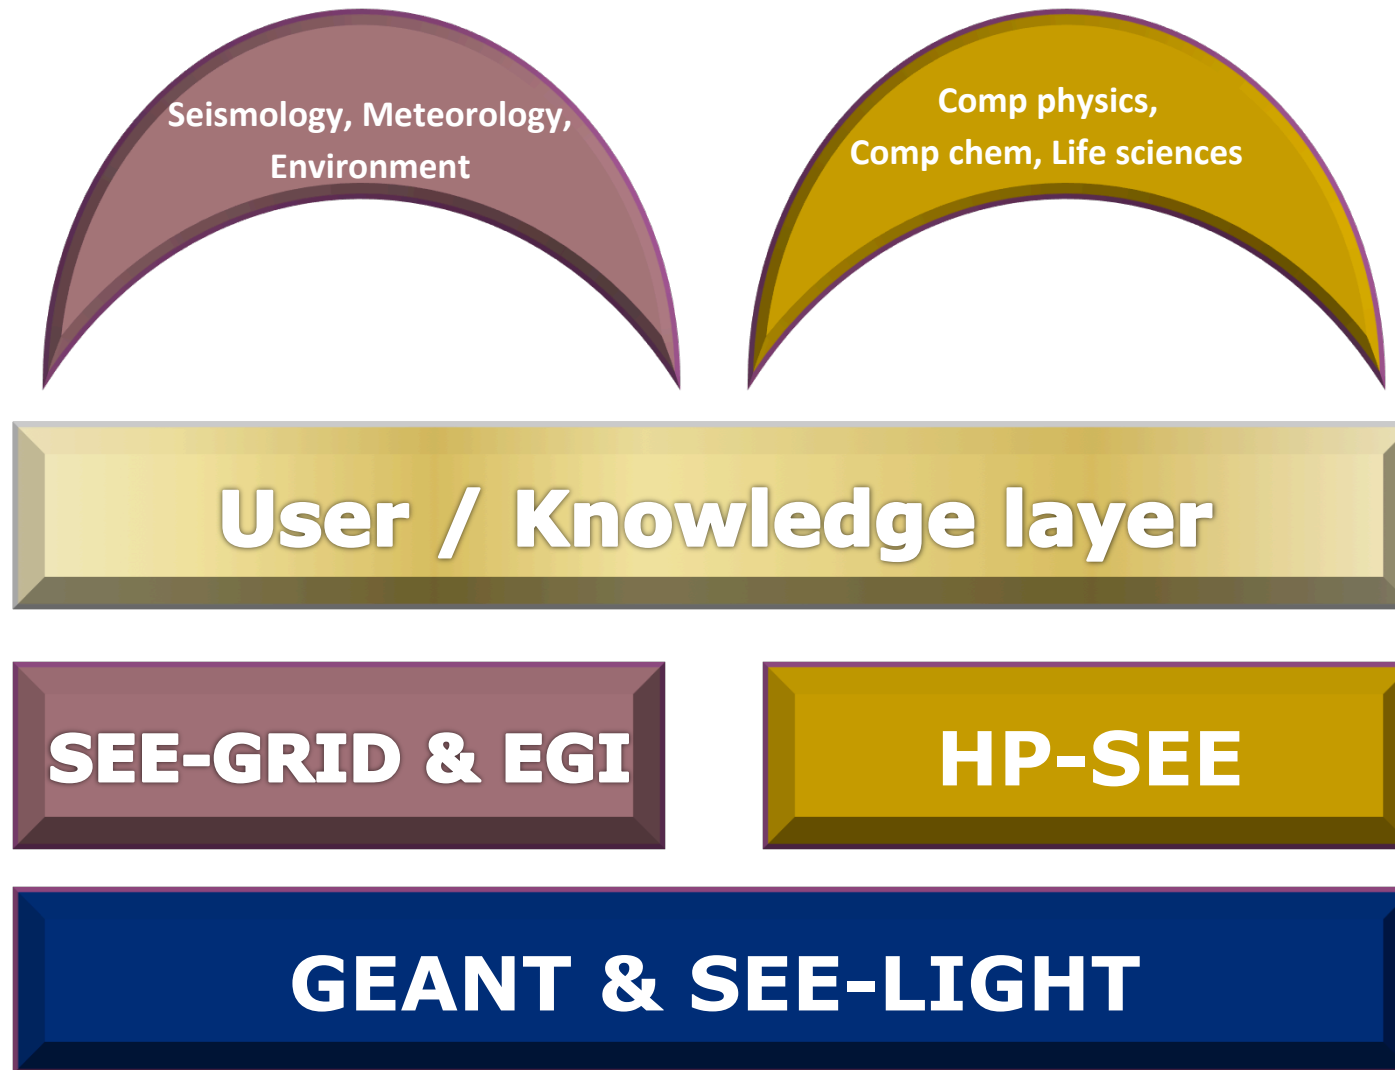 Seismology, Meteorology,
Environment
Comp physics,
Comp chem, Life sciences
User / Knowledge layer
SEE-GRID & EGI
HP-SEE
GEANT & SEE-LIGHT